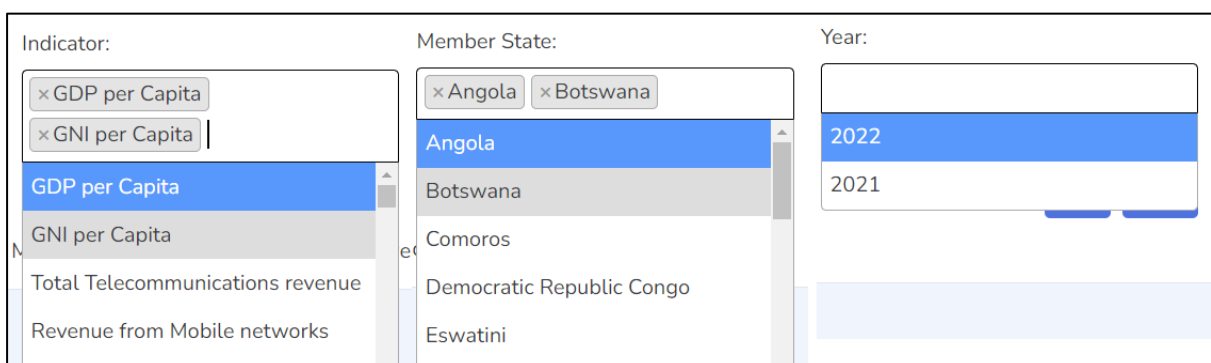 Indicator:
×GDP per Capita
×GNI per Capita
GDP per Capita
GNI per Capita
Total Telecommunications revenue
Revenue from Mobile networks
Member State:
×Angola ×Botswana
Angola
Botswana
Comoros
Democratic Republic Congo
Eswatini
Year:
2022
2021